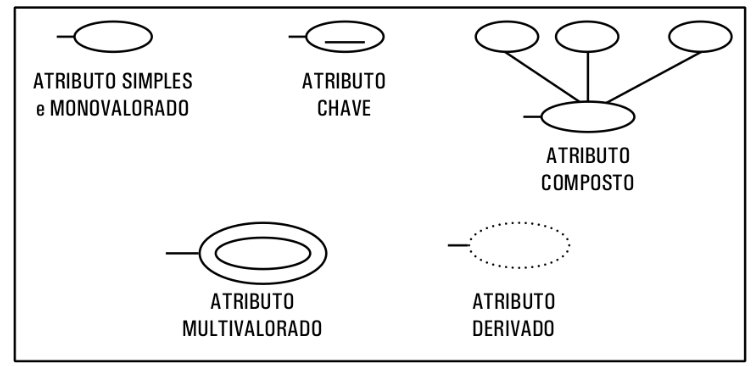 ATRIBUTO SIMPLES
e MONOVALORADO
ATRIBUTO
CHAVE
ATRIBUTO
COMPOSTO
ATRIBUTO
MULTIVALORADO
ATRIBUTO
DERIVADO